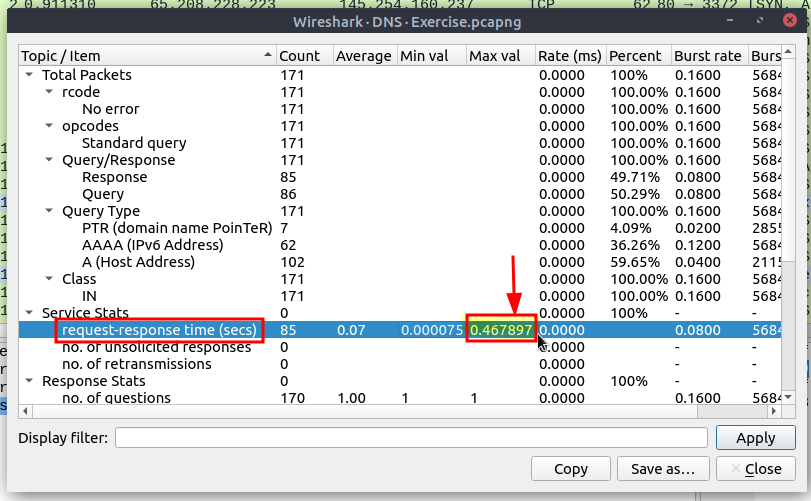 2 0.911310 65.208.228.223 145.254.160.237 TCP 62 80 → 3372 [SYN, A
Wireshark · DNS · Exercise.pcapng
Topic / Item Count Average Min val Max val Rate (ms) Percent Burst rate Burs
Total Packets 171 0.0000 100% 0.1600 5684
rcode 171 0.0000 100.00% 0.1600 5684
No error 171 0.0000 100.00% 0.1600 5684
opcodes 171 0.0000 100.00% 0.1600 5684
Standard query 171 0.0000 100.00% 0.1600 5684
Query/Response 171 0.0000 100.00% 0.1600 5684
Response 85 0.0000 49.71% 0.0800 5684
Query 86 0.0000 50.29% 0.0800 5684
Query Type 171 0.0000 100.00% 0.1600 5684
PTR (domain name PoinTeR) 7 0.0000 4.09% 0.0200 2855
AAAA (IPv6 Address) 62 0.0000 36.26% 0.1200 5684
A (Host Address) 102 0.0000 59.65% 0.0400 2115
Class 171 0.0000 100.00% 0.1600 5684
IN 171 0.0000 100.00% 0.1600 5684
Service Stats 0 0.0000 100% - -
request-response time (secs) 85 0.07 0.000075 0.467897 0.0000 0.0800 5684
no. of unsolicited responses 0 0.0000 - -
no. of retransmissions 0 0.0000 - -
Response Stats 0 0.0000 100% - -
no. of questions 170 1.00 1 1 0.0000 0.1600 5684
Display filter:
Apply
Copy Save as… Close